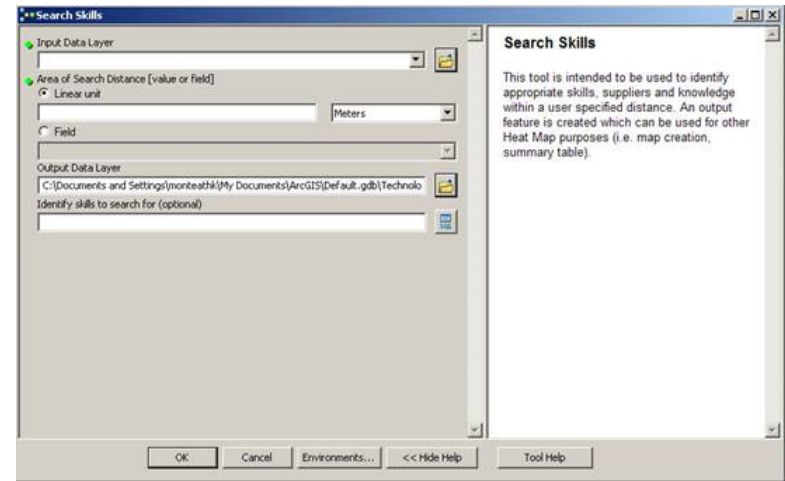 Search Skills
Input Data Layer
Area of Search Distance [value or field]
Linear unit
Meters
Field
Output Data Layer
C:\Documents and Settings\monteathk\My Documents\ArcGIS\Default.gdb\Technolo
Identify skills to search for (optional)
SQL
OK
Cancel
Environments...
<< Hide Help
Search Skills
This tool is intended to be used to identify
appropriate skills, suppliers and knowledge
within a user specified distance. An output
feature is created which can be used for other
Heat Map purposes (i.e. map creation,
summary table).
Tool Help